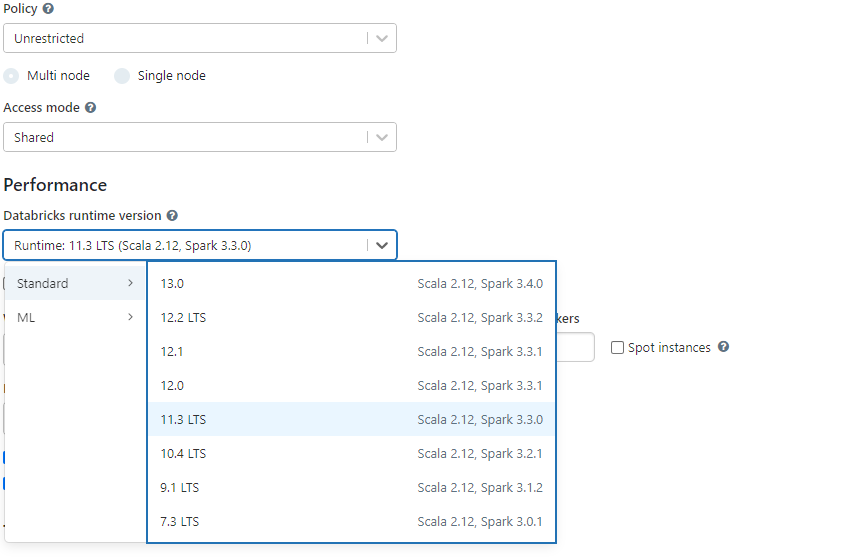 Policy
Unrestricted
Multi node Single node
Access mode
Shared
Performance
Databricks runtime version
Runtime: 11.3 LTS (Scala 2.12, Spark 3.3.0)
Standard
ML
13.0 Scala 2.12, Spark 3.4.0
12.2 LTS Scala 2.12, Spark 3.3.2
12.1 Scala 2.12, Spark 3.3.1
12.0 Scala 2.12, Spark 3.3.1
11.3 LTS Scala 2.12, Spark 3.3.0
10.4 LTS Scala 2.12, Spark 3.2.1
9.1 LTS Scala 2.12, Spark 3.1.2
7.3 LTS Scala 2.12, Spark 3.0.1
kers
Spot instances